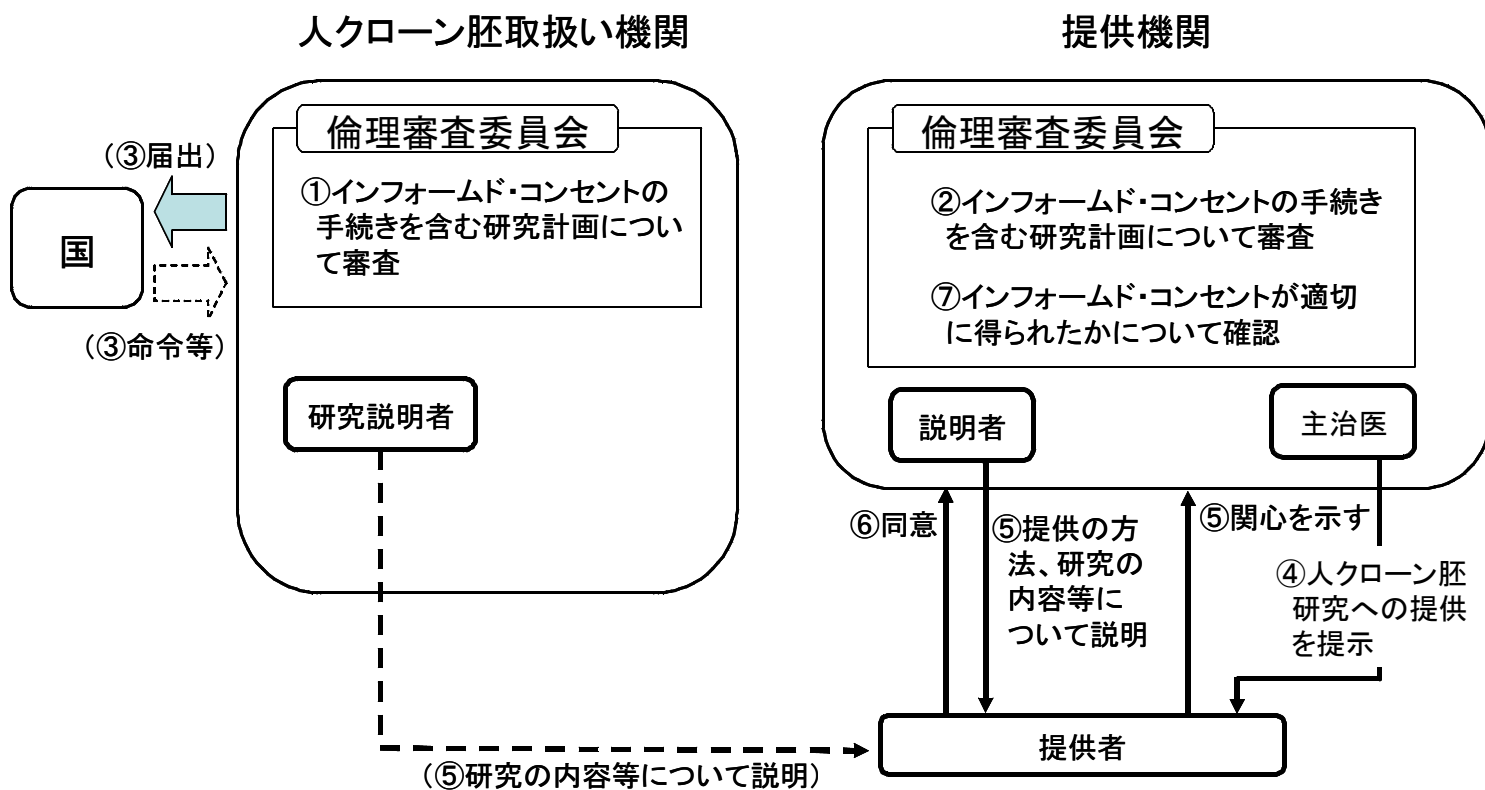 人クローン胚取扱い機関
提供機関
倫理審査委員会
①インフォームド・コンセントの
手続きを含む研究計画につい
て審査
(③届出)
国
(③命令等)
研究説明者
倫理審査委員会
②インフォームド・コンセントの手続き
を含む研究計画について審査
⑦インフォームド・コンセントが適切
に得られたかについて確認
説明者
主治医
⑥同意
⑤提供の方
法、研究の
内容等に
ついて説明
⑤関心を示す
④人クローン胚
研究への提供
を提示
提供者
(⑤研究の内容等について説明)